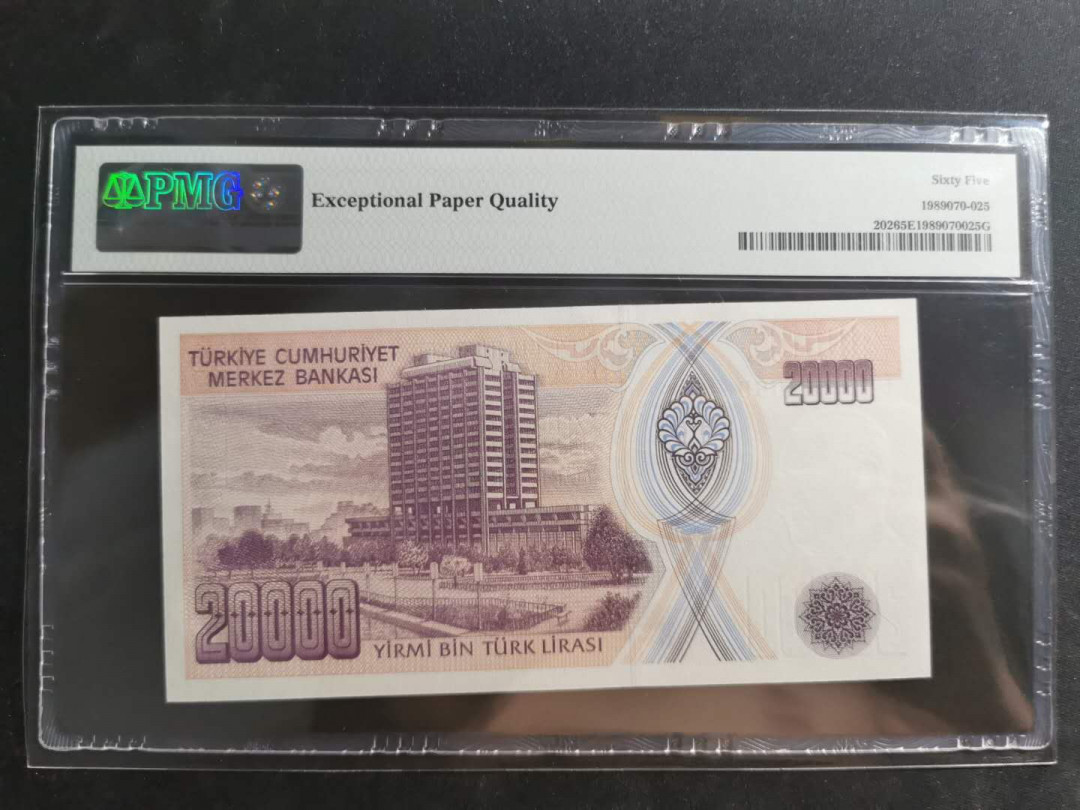 PMG
Exceptional Paper Quality
Sixty Five
1989070-025
20265E1989070025G
TÜRKİYE CUMHURİYET
MERKEZ BANKASI
20000
20000
YİRMİ BİN TÜRK LİRASI